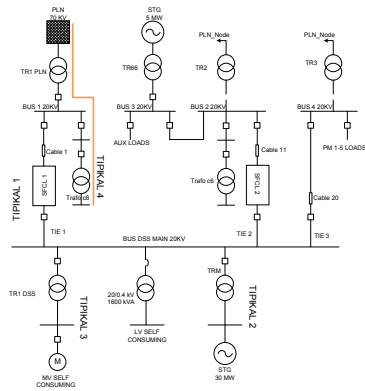 PLN
70 KV
STG
5 MW
PLN_Node
PLN_Node
TR1 PLN
TR66
TR2
TR3
BUS 1 20KV
BUS 3 20KV
BUS 2 20KV
BUS 4 20KV
AUX LOADS
PM 1-5 LOADS
Cable 1
Cable 11
TIPIKAL 1
SFCL 1
TIPIKAL 4
Trafo c8
Trafo c6
SFCL 2
Cable 20
TIE 1
TIE 2
TIE 3
BUS DSS MAIN 20KV
TR1 DSS
TIPIKAL 3
20/0.4 kV
1600 kVA
TRM
TIPIKAL 2
M
MV SELF
CONSUMING
LV SELF
CONSUMING
STG
30 MW